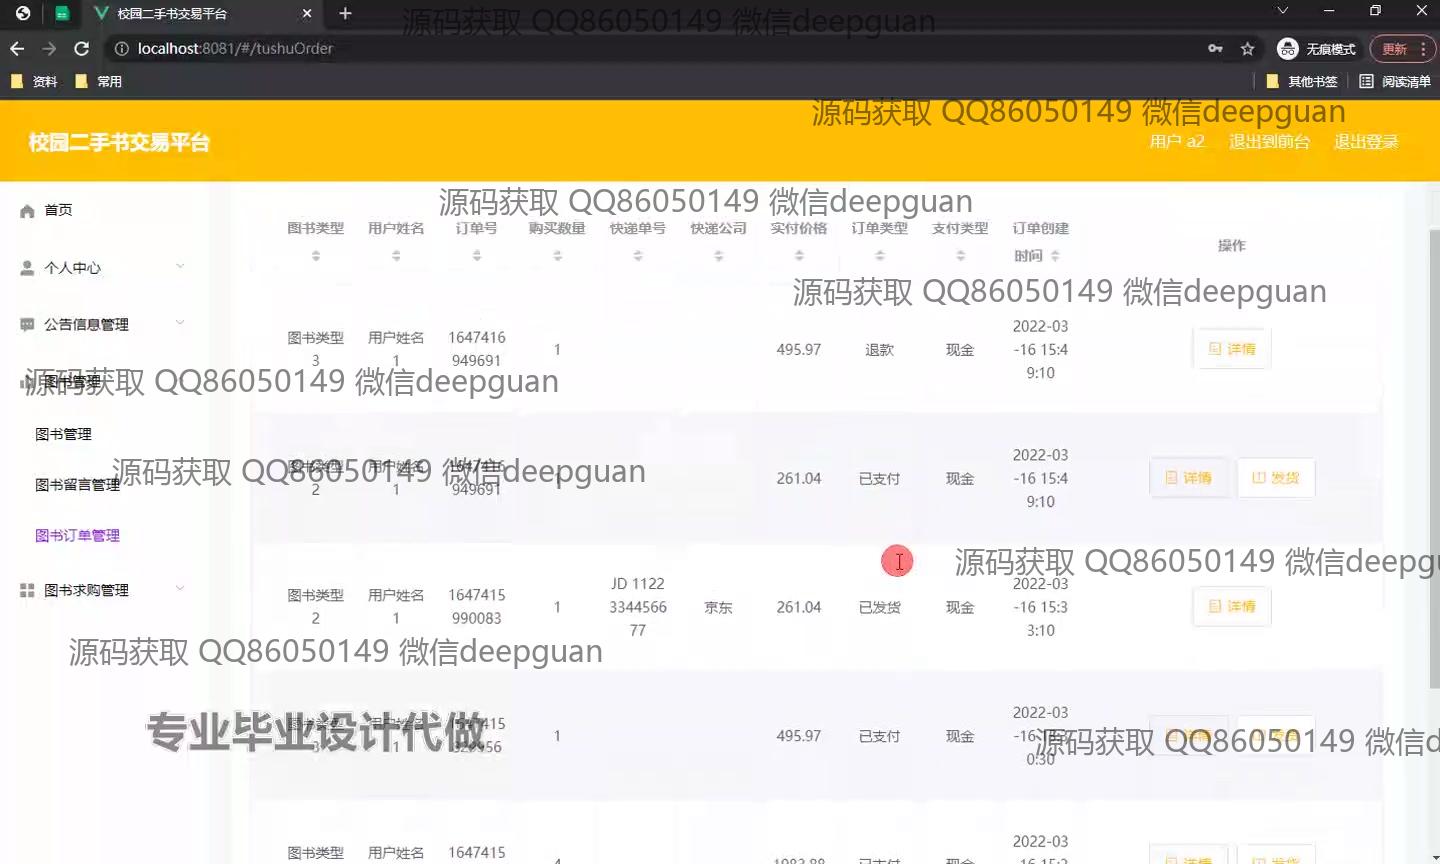 校园二手书交易平台
源码获取 QQ86050149 微信deepguan
localhost:8081/#/tushuOrder
无痕模式
更新
资料
常用
其他书签
阅读清单
源码获取 QQ86050149 微信deepguan
校园二手书交易平台
用户 a2
退出到前台
退出登录
源码获取 QQ86050149 微信deepguan
首页
个人中心
公告信息管理
图书管理
图书管理
图书留言管理
图书订单管理
图书求购管理
图书类型 用户姓名 订单号 购买数量 快递单号 快递公司 实付价格 订单类型 支付类型 订单创建
时间
操作
源码获取 QQ86050149 微信deepguan
图书类型
3
用户姓名
1
1647416
949691
1
495.97
退款
现金
2022-03
-16 15:4
9:10
详情
源码获取 QQ86050149 微信deepguan
图书类型
2
用户姓名
1
1647416
949691
261.04
已支付
现金
2022-03
-16 15:4
9:10
详情
发货
源码获取 QQ86050149 微信deepguan
源码获取 QQ86050149 微信deepgu
图书类型
2
用户姓名
1
1647415
990083
1
JD 1122
3344566
77
京东
261.04
已发货
现金
2022-03
-16 15:3
3:10
详情
源码获取 QQ86050149 微信deepguan
专业毕业设计代做
图书类型
3
用户姓名
1
1647415
1
495.97
已支付
现金
2022-03
0:30
详情
发货
源码获取 QQ86050149 微信d
图书类型
用户姓名
1647415
1983.88
已支付
现金
2022-03
详情
发货